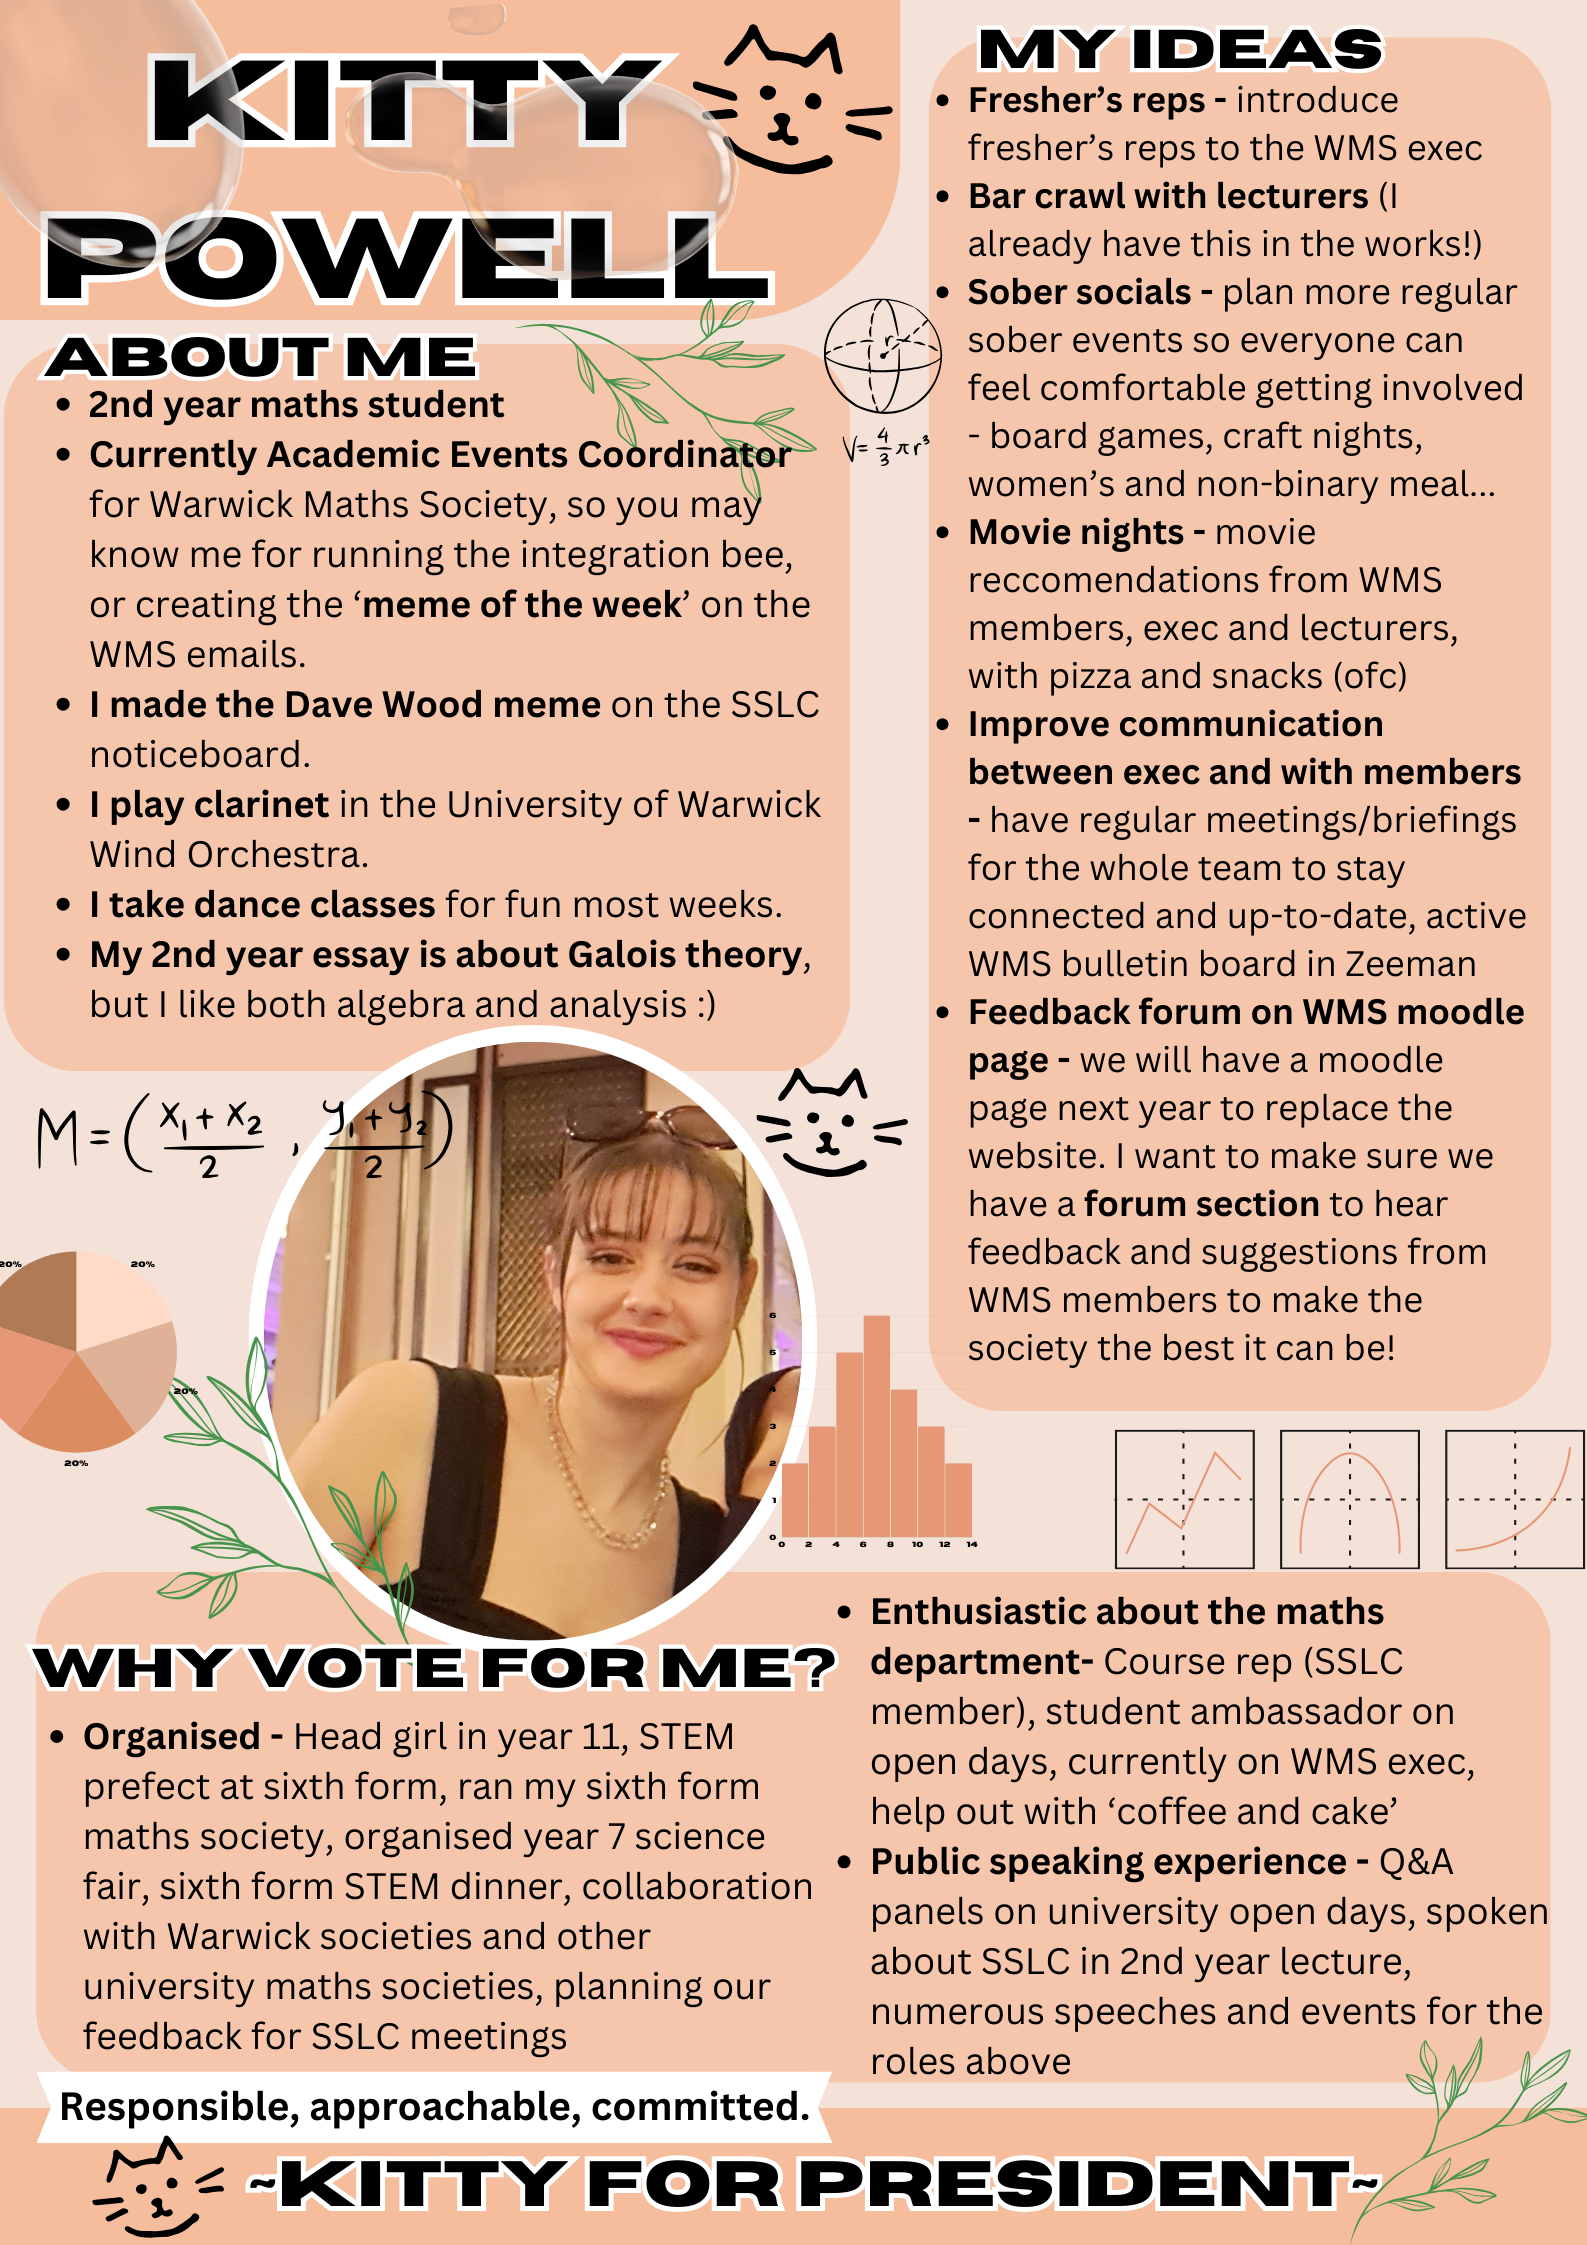 KITTY
POWELL
ABOUT ME
• 2nd year maths student
• Currently Academic Events Coordinator
for Warwick Maths Society, so you may
know me for running the integration bee,
or creating the ‘meme of the week’ on the
WMS emails.
• I made the Dave Wood meme on the SSLC
noticeboard.
• I play clarinet in the University of Warwick
Wind Orchestra.
• I take dance classes for fun most weeks.
• My 2nd year essay is about Galois theory,
but I like both algebra and analysis :)
r
V= 4/3 πr³
MY IDEAS
• Fresher’s reps - introduce
fresher’s reps to the WMS exec
• Bar crawl with lecturers (I
already have this in the works!)
• Sober socials - plan more regular
sober events so everyone can
feel comfortable getting involved
- board games, craft nights,
women’s and non-binary meal...
• Movie nights - movie
reccomendations from WMS
members, exec and lecturers,
with pizza and snacks (ofc)
• Improve communication
between exec and with members
- have regular meetings/briefings
for the whole team to stay
connected and up-to-date, active
WMS bulletin board in Zeeman
• Feedback forum on WMS moodle
page - we will have a moodle
page next year to replace the
website. I want to make sure we
have a forum section to hear
feedback and suggestions from
WMS members to make the
society the best it can be!
M = (x₁ + x₂ / 2 , y₁ + y₂ / 2)
20%
20%
20%
20%
6
5
4
3
2
1
0
0 2 4 6 8 10 12 14
WHY VOTE FOR ME?
• Organised - Head girl in year 11, STEM
prefect at sixth form, ran my sixth form
maths society, organised year 7 science
fair, sixth form STEM dinner, collaboration
with Warwick societies and other
university maths societies, planning our
feedback for SSLC meetings
• Enthusiastic about the maths
department- Course rep (SSLC
member), student ambassador on
open days, currently on WMS exec,
help out with ‘coffee and cake’
• Public speaking experience - Q&A
panels on university open days, spoken
about SSLC in 2nd year lecture,
numerous speeches and events for the
roles above
Responsible, approachable, committed.
~KITTY FOR PRESIDENT~